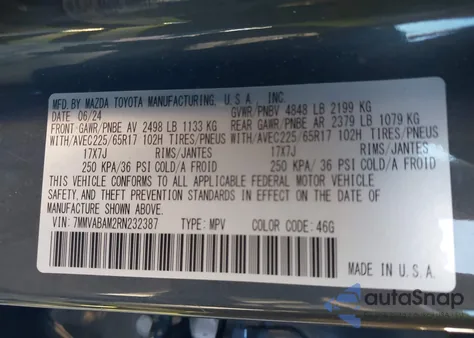 MFD. BY MAZDA TOYOTA MANUFACTURING, U.S.A., INC.
DATE 06/24 GVWR/PNBV 4848 LB 2199 KG
FRONT GAWR/PNBE AV 2498 LB 1133 KG REAR GAWR/PNBE AR 2379 LB 1079 KG
WITH/AVEC225/65R17 102H TIRES/PNEUS WITH/AVEC225/65R17 102H TIRES/PNEUS
17X7J RIMS/JANTES 17X7J RIMS/JANTES
250 KPA/36 PSI COLD/A FROID 250 KPA/36 PSI COLD/A FROID
THIS VEHICLE CONFORMS TO ALL APPLICABLE FEDERAL MOTOR VEHICLE
SAFETY AND THEFT PREVENTION STANDARDS IN EFFECT ON THE DATE OF
MANUFACTURE SHOWN ABOVE.
VIN: 7MMVABAM2RN232387 TYPE: MPV COLOR CODE: 46G
MADE IN U.S.A.
autoSnap